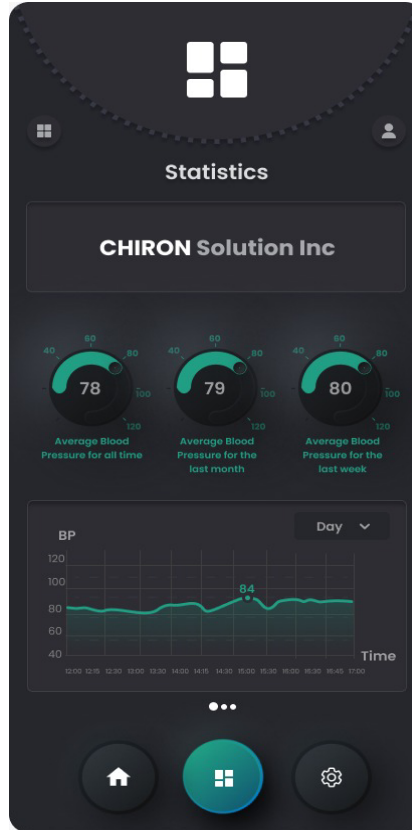 Statistics
CHIRON Solution Inc
60 60 60
40 80 40 80 40 80
78 79 80
100 100 100
120 120 120
Average Blood Average Blood Average Blood
Pressure for all time Pressure for the Pressure for the
last month last week
Day
BP
120
100
84
80
60
40
Time
12:00 12:15 12:30 13:00 13:30 14:00 14:15 14:30 15:00 15:30 16:00 16:30 16:45 17:00